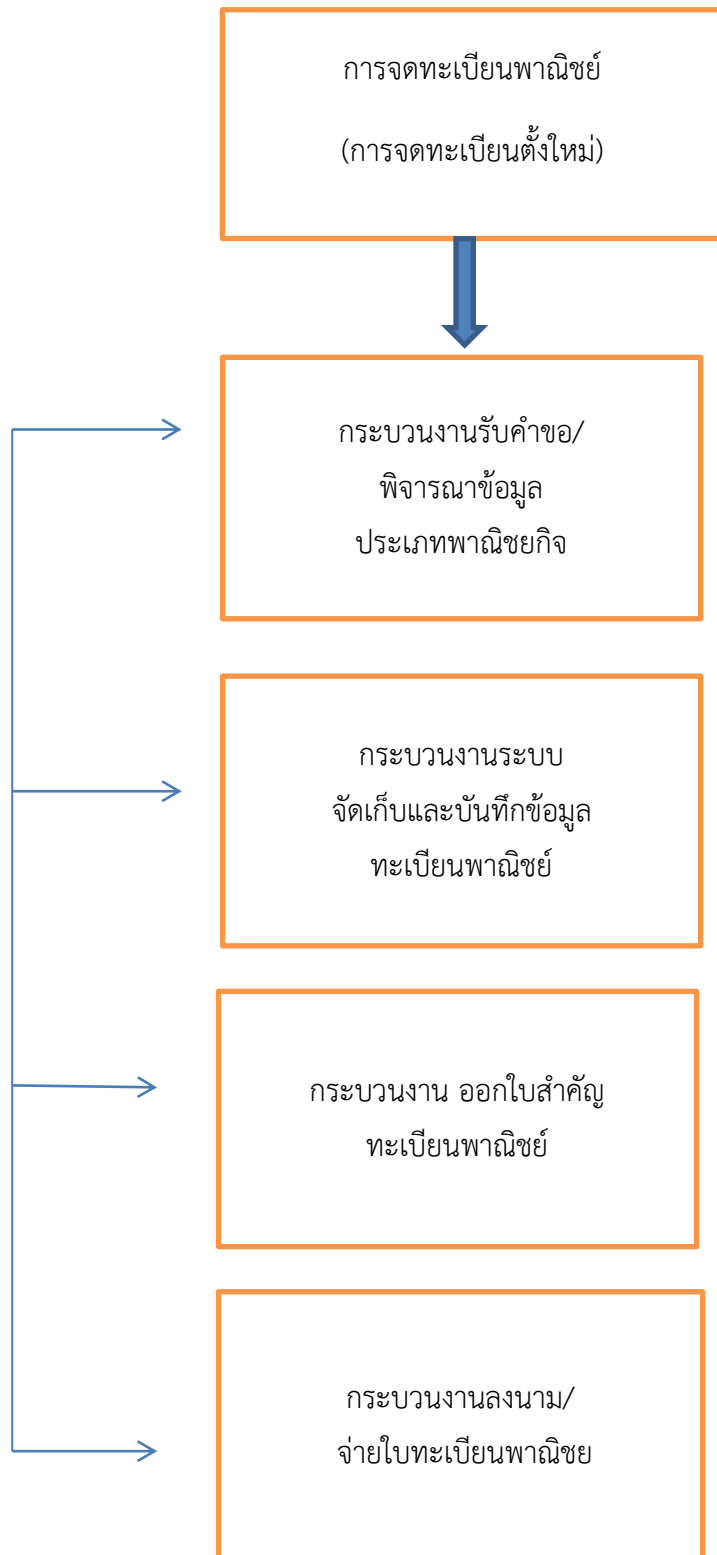 การจดทะเบียนพาณิชย์
(การจดทะเบียนตั้งใหม่)
กระบวนงานรับคำขอ/
พิจารณาข้อมูล
ประเภทพาณิชยกิจ
กระบวนงานระบบ
จัดเก็บและบันทึกข้อมูล
ทะเบียนพาณิชย์
กระบวนงาน ออกใบสำคัญ
ทะเบียนพาณิชย์
กระบวนงานลงนาม/
จ่ายใบทะเบียนพาณิชย